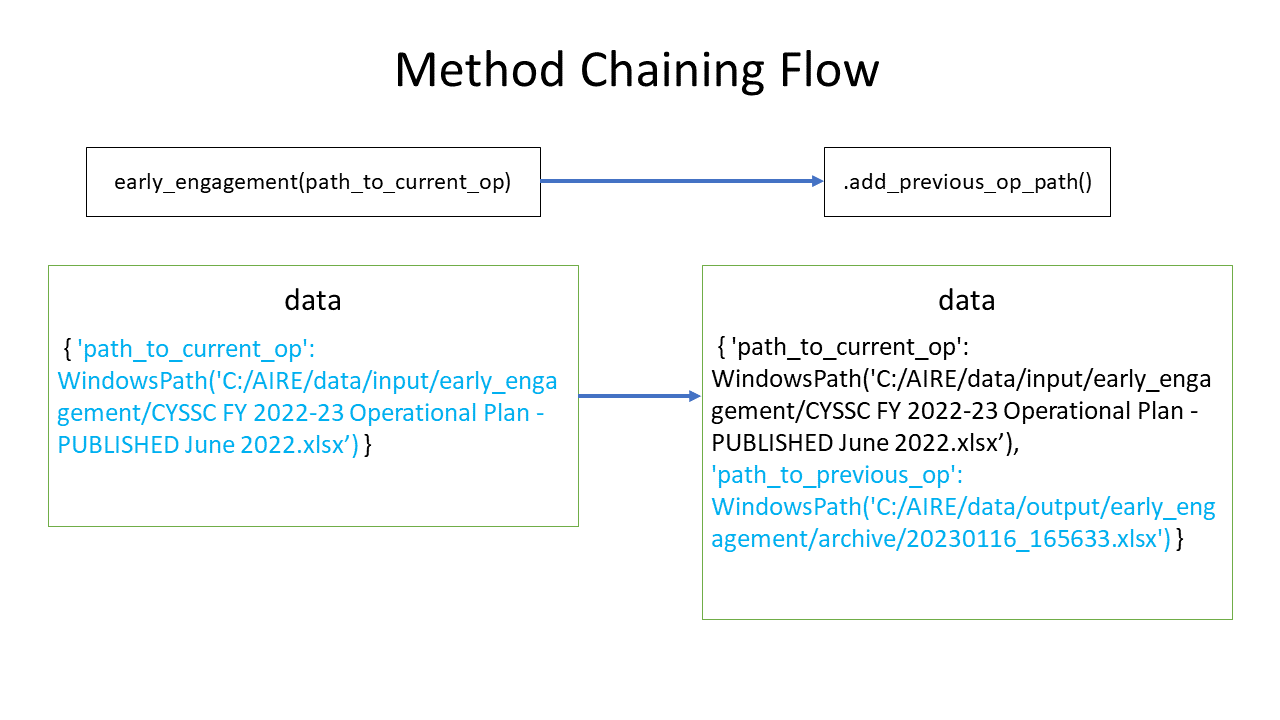 Method Chaining Flow
early_engagement(path_to_current_op)
.add_previous_op_path()
data
{ 'path_to_current_op':
WindowsPath('C:/AIRE/data/input/early_enga
gement/CYSSC FY 2022-23 Operational Plan -
PUBLISHED June 2022.xlsx’) }
data
{ 'path_to_current_op':
WindowsPath('C:/AIRE/data/input/early_enga
gement/CYSSC FY 2022-23 Operational Plan -
PUBLISHED June 2022.xlsx’),
'path_to_previous_op':
WindowsPath('C:/AIRE/data/output/early_eng
agement/archive/20230116_165633.xlsx') }